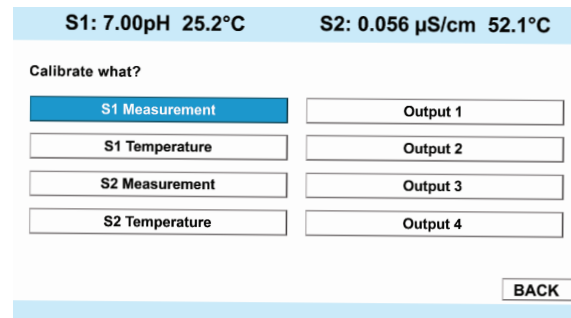 S1: 7.00pH 25.2°C S2: 0.056 µS/cm 52.1°C
Calibrate what?
S1 Measurement Output 1
S1 Temperature Output 2
S2 Measurement Output 3
S2 Temperature Output 4
BACK